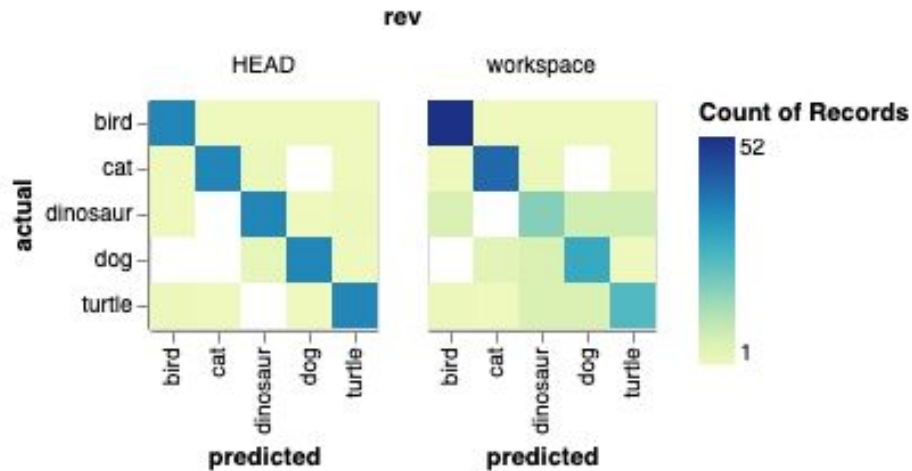 rev
HEAD
workspace
actual
bird
cat
dinosaur
dog
turtle
bird
cat
dinosaur
dog
turtle
predicted
bird
cat
dinosaur
dog
turtle
predicted
Count of Records
52
1